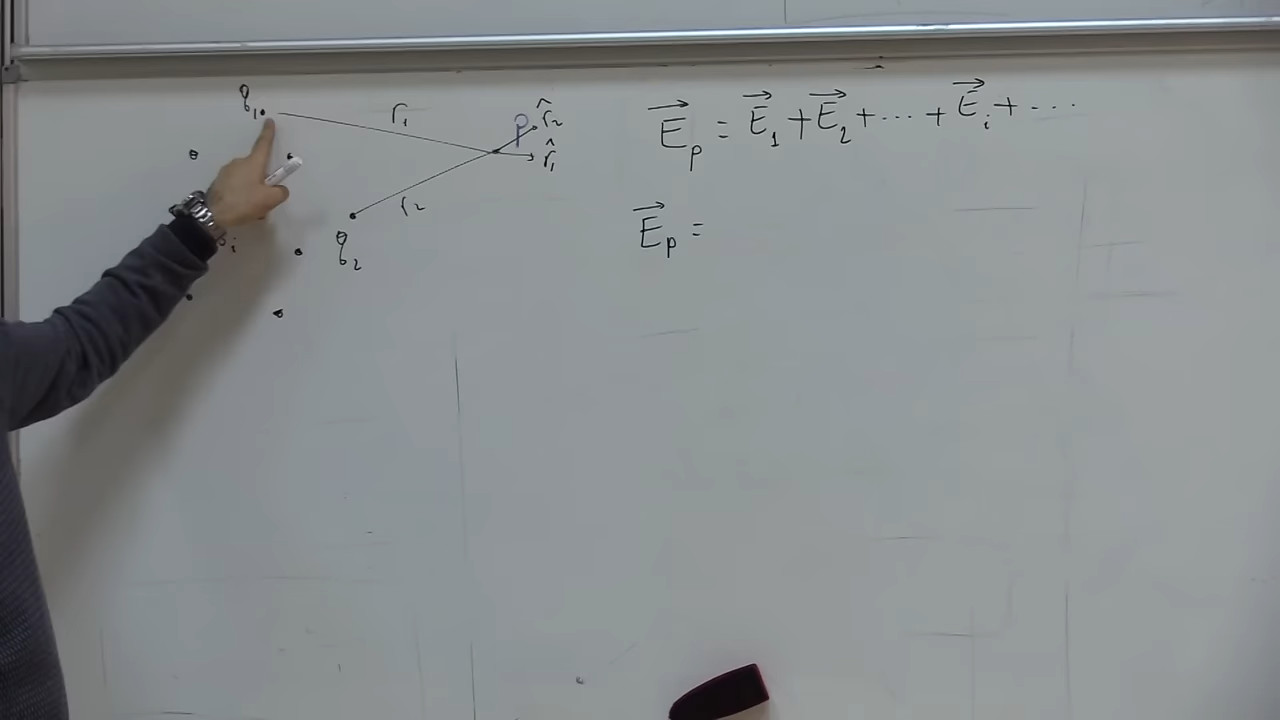 q₁ r₁ P r̂₂
r̂₁
r₂
q₂
i
E⃗ₚ = E⃗₁ + E⃗₂ + ... + E⃗ᵢ + ...
E⃗ₚ =